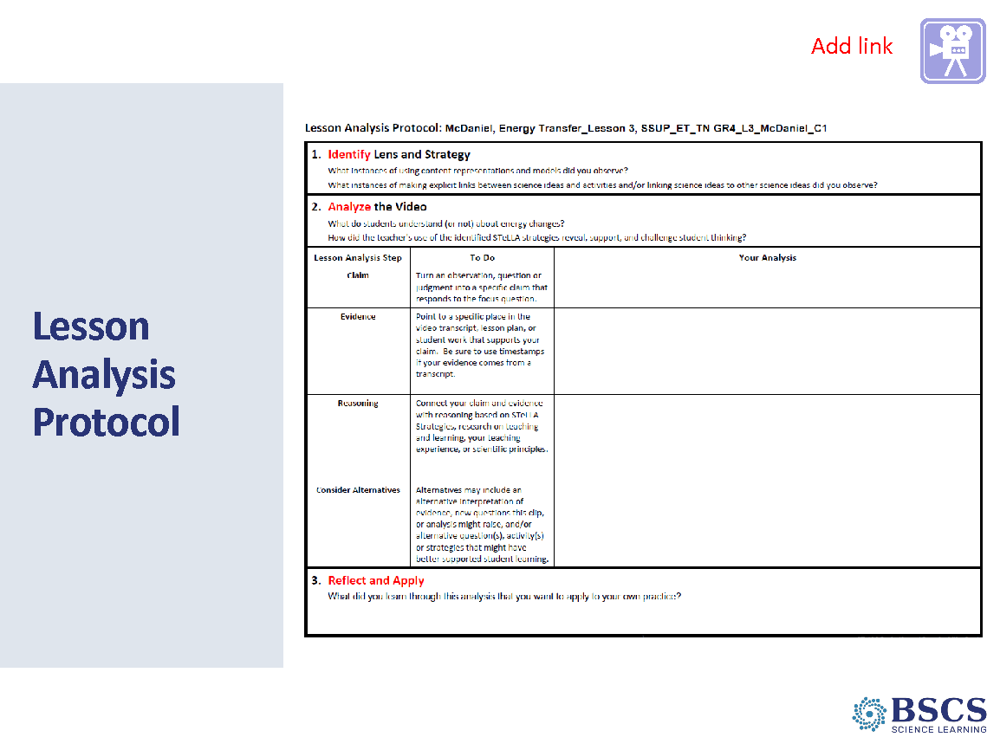 Add link
Lesson
Analysis
Protocol
Lesson Analysis Protocol: McDaniel, Energy Transfer_Lesson 3, SSUP_ET_TN GR4_L3_McDaniel_C1
1. Identify Lens and Strategy
What instances of using content representations and models did you observe?
What instances of making explicit links between science ideas and activities and/or linking science ideas to other science ideas did you observe?
2. Analyze the Video
What do students understand (or not) about energy changes?
How did the teacher's use of the identified STeLLA strategies reveal, support, and challenge student thinking?
Lesson Analysis Step To Do Your Analysis
Claim
Turn an observation, question or
judgment into a specific claim that
responds to the focus question.
Evidence
Point to a specific place in the
video transcript, lesson plan, or
student work that supports your
claim. Be sure to use timestamps
if your evidence comes from a
transcript.
Reasoning
Connect your claim and evidence
with reasoning based on STeLLA
Strategies, research on teaching
and learning, your teaching
experience, or scientific principles.
Consider Alternatives
Alternatives may include an
alternative interpretation of
evidence, new questions this clip,
or analysis might raise, and/or
alternative question(s), activity(s)
or strategies that might have
better supported student learning.
3. Reflect and Apply
What did you learn through this analysis that you want to apply to your own practice?
BSCS
SCIENCE LEARNING